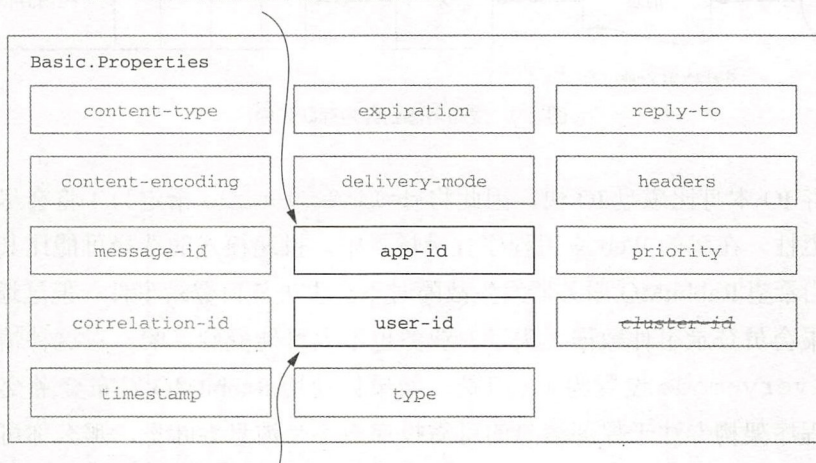 Basic.Properties
content-type expiration reply-to
content-encoding delivery-mode headers
message-id app-id priority
correlation-id user-id cluster-id
timestamp type